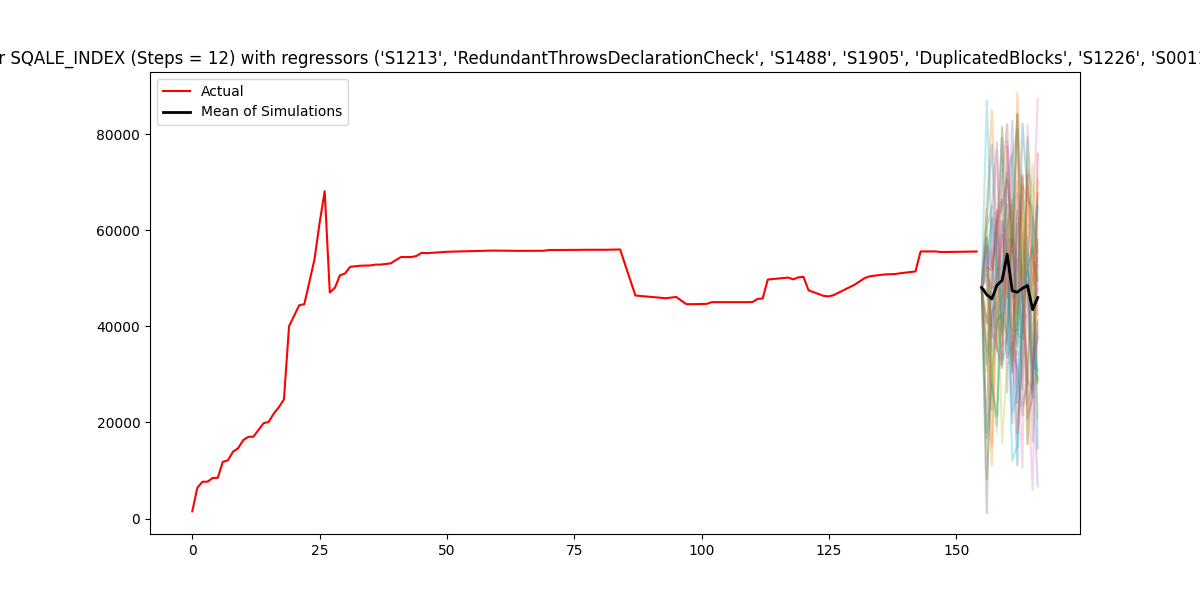 r SQALE_INDEX (Steps = 12) with regressors ('S1213', 'RedundantThrowsDeclarationCheck', 'S1488', 'S1905', 'DuplicatedBlocks', 'S1226', 'S0011
Actual
Mean of Simulations
80000
60000
40000
20000
0
0 25 50 75 100 125 150